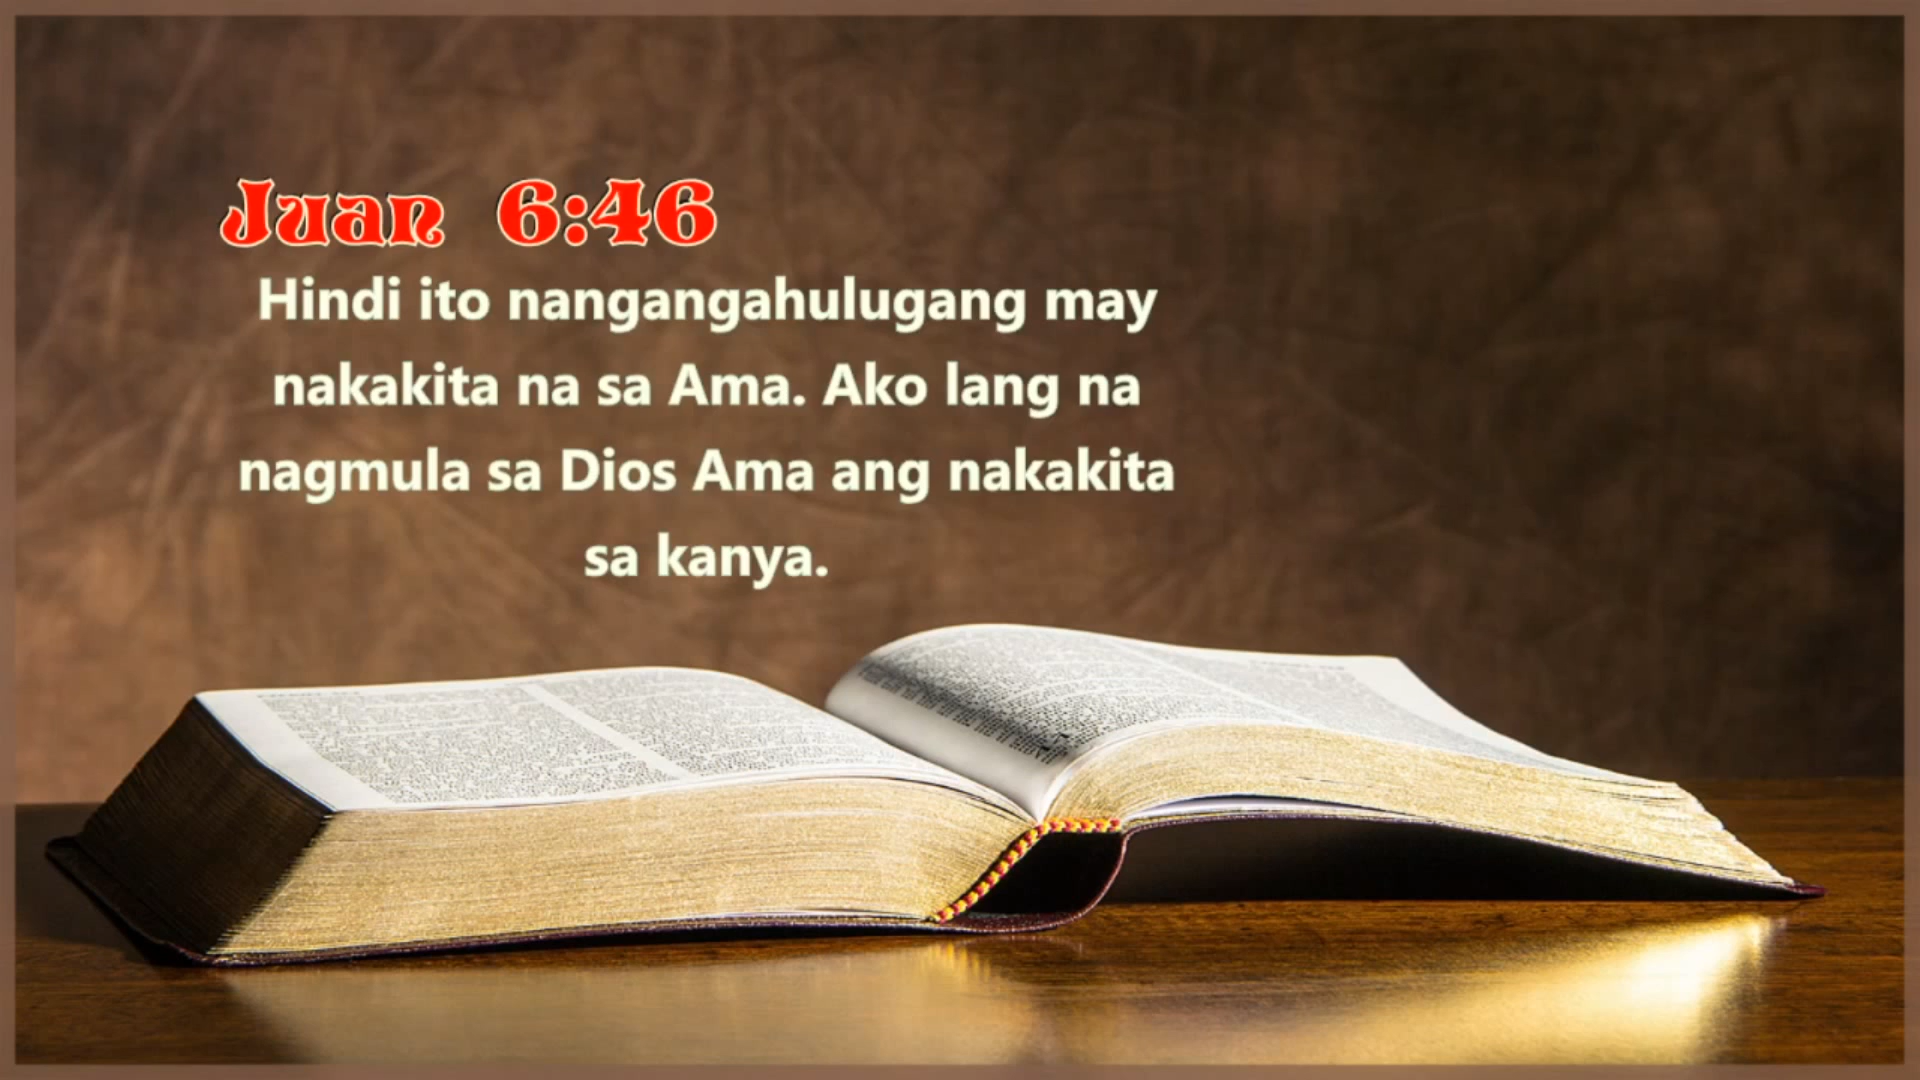 Juan 6:46
Hindi ito nangangahulugang may
nakakita na sa Ama. Ako lang na
nagmula sa Dios Ama ang nakakita
sa kanya.